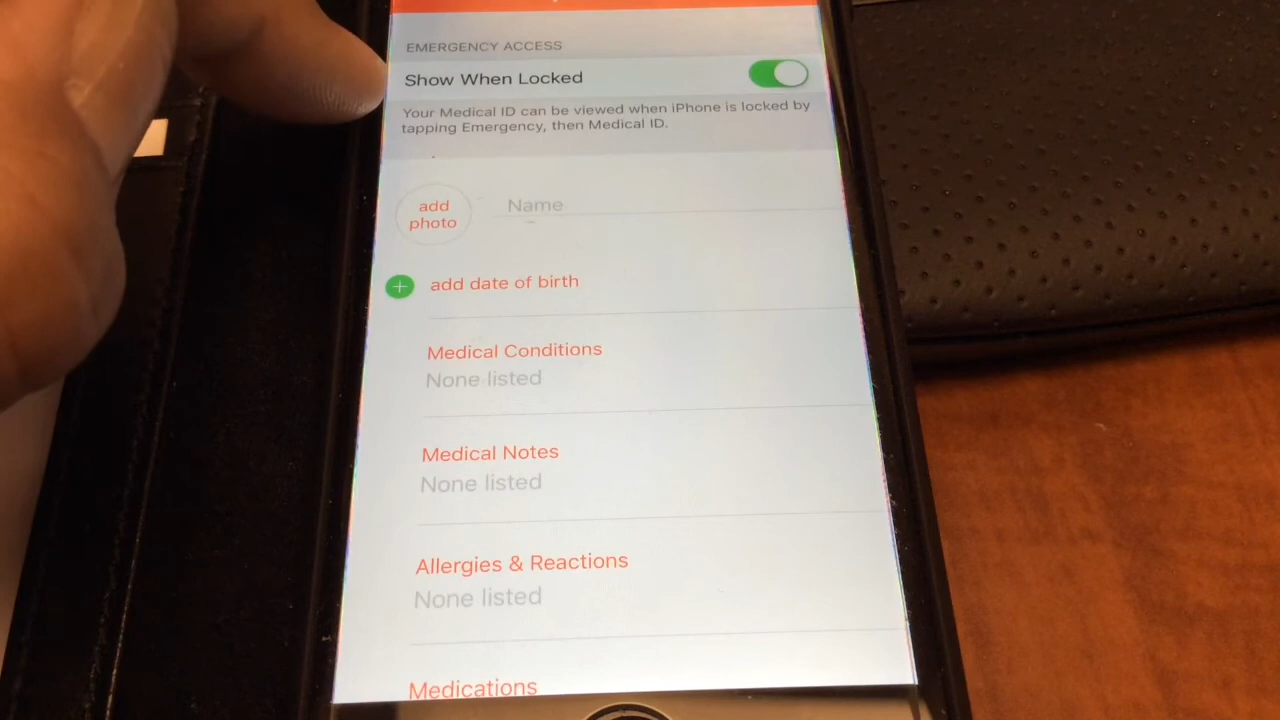 EMERGENCY ACCESS
Show When Locked
Your Medical ID can be viewed when iPhone is locked by
tapping Emergency, then Medical ID.
add
photo
Name
add date of birth
Medical Conditions
None listed
Medical Notes
None listed
Allergies & Reactions
None listed
Medications